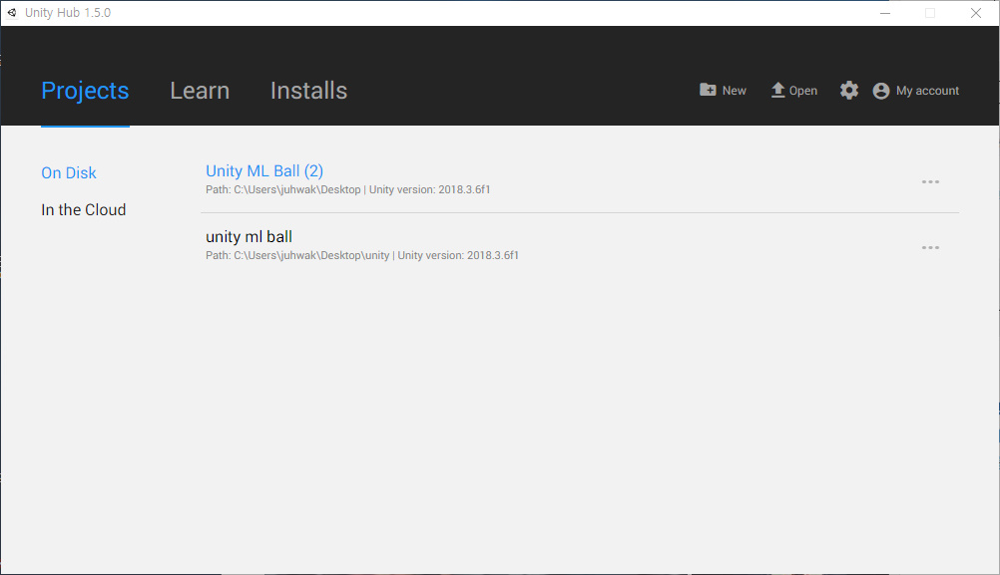 Unity Hub 1.5.0
Projects Learn Installs New Open My account
On Disk
In the Cloud
Unity ML Ball (2)
Path: C:\Users\juhwak\Desktop | Unity version: 2018.3.6f1
unity ml ball
Path: C:\Users\juhwak\Desktop\unity | Unity version: 2018.3.6f1